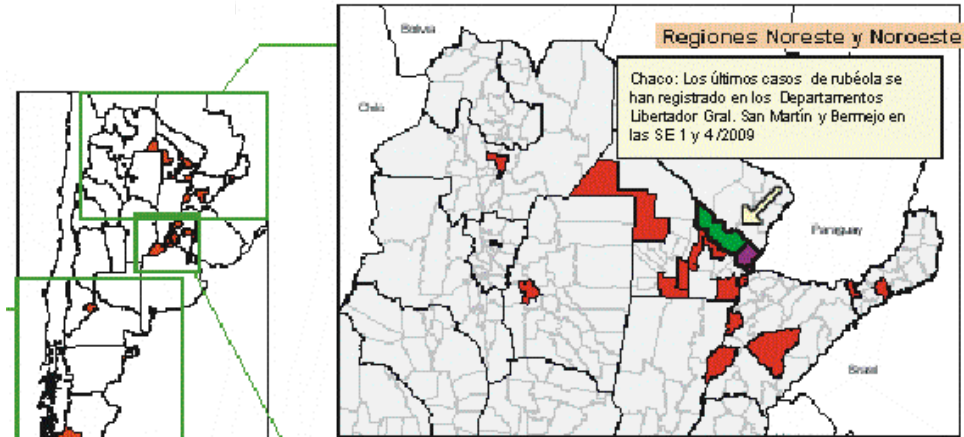 Regiones Noreste y Noroeste
Bolivia
Chaco: Los últimos casos de rubéola se
han registrado en los Departamentos
Libertador Gral. San Martín y Bermejo en
las SE 1 y 4/2009
Chile
Paraguay
Brasil